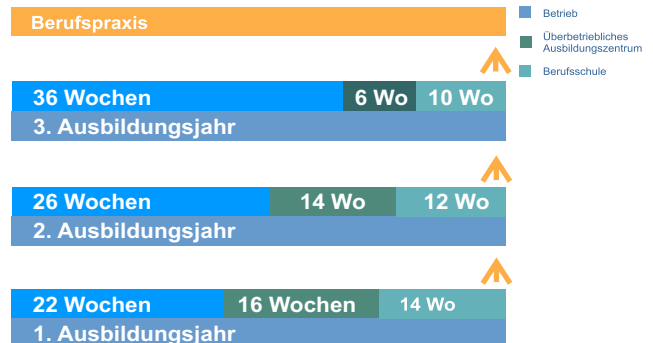 Berufspraxis
Betrieb
Überbetriebliches
Ausbildungszentrum
Berufsschule
36 Wochen 6 Wo 10 Wo
3. Ausbildungsjahr
26 Wochen 14 Wo 12 Wo
2. Ausbildungsjahr
22 Wochen 16 Wochen 14 Wo
1. Ausbildungsjahr